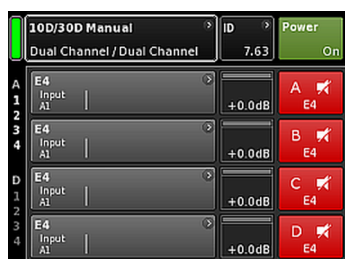 10D/30D Manual ID Power
Dual Channel / Dual Channel 7.63 On
A
1
2
3
4
D
1
2
3
4
E4
Input
A1
+0.0dB
A
E4
E4
Input
A1
+0.0dB
B
E4
E4
Input
A1
+0.0dB
C
E4
E4
Input
A1
+0.0dB
D
E4